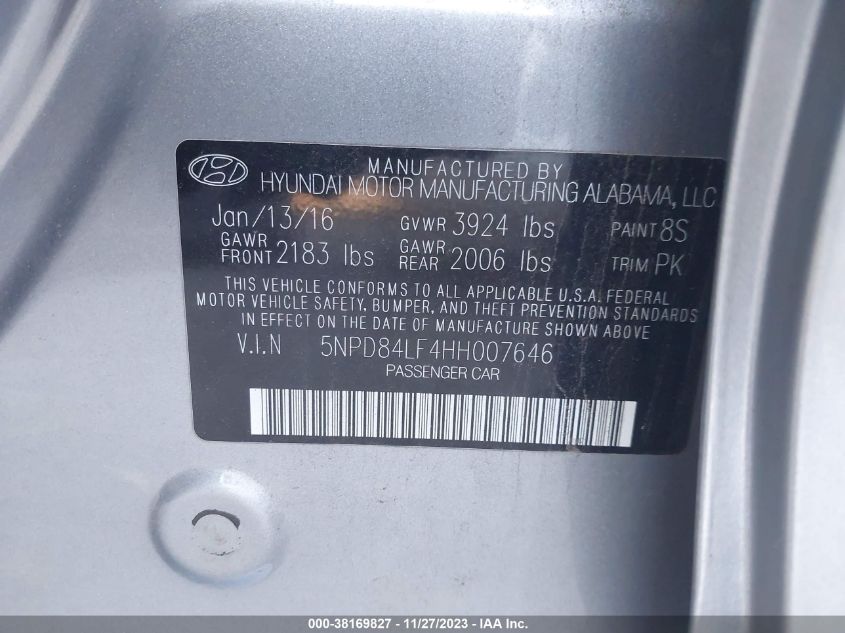 MANUFACTURED BY
HYUNDAI MOTOR MANUFACTURING ALABAMA, LLC
Jan/13/16 GVWR 3924 lbs PAINT 8S
GAWR FRONT 2183 lbs GAWR REAR 2006 lbs TRIM PK
THIS VEHICLE CONFORMS TO ALL APPLICABLE U.S.A. FEDERAL
MOTOR VEHICLE SAFETY, BUMPER, AND THEFT PREVENTION STANDARDS
IN EFFECT ON THE DATE OF MANUFACTURE SHOWN ABOVE
V.I.N 5NPD84LF4HH007646
PASSENGER CAR
000-38169827 - 11/27/2023 - IAA Inc.